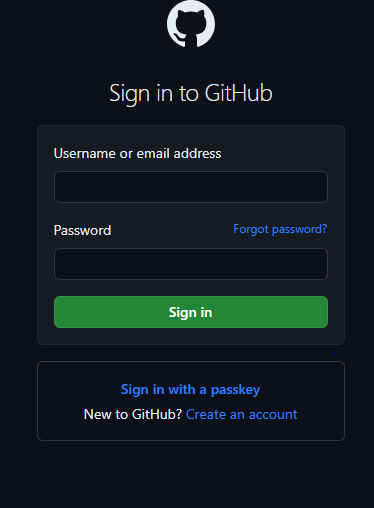 Sign in to GitHub
Username or email address
Password Forgot password?
Sign in
Sign in with a passkey
New to GitHub? Create an account